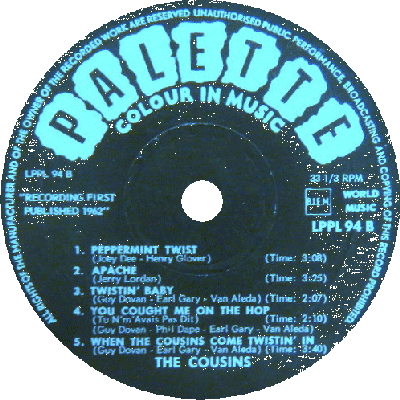 ALL RIGHTS OF THE MANUFACTURER AND OF THE OWNER OF THE RECORDED WORK ARE RESERVED UNAUTHORISED PUBLIC PERFORMANCE BROADCASTING AND COPYING OF THE RECORD PROHIBITED
PALETTE
COLOUR IN MUSIC
LPPL 94 B
33 1/3 RPM
"RECORDING FIRST
PUBLISHED 1962"
BIEM
WORLD
MUSIC
LPPL 94 B
1. PEPPERMINT TWIST
(Joey Dee - Henry Glover) (Time: 3:08)
2. APACHE
(Jerry Lordan) (Time: 3:25)
3. TWISTIN' BABY
(Guy Dovan - Earl Gary - Van Aleda) (Time: 2:07)
4. YOU COUGHT ME ON THE HOP
(Tu N'm'Avais Pas Dit) (Time: 2:10)
(Guy Dovan - Phil Dape - Earl Gary - Van Aleda)
5. WHEN THE COUSINS COME TWISTIN' IN
(Guy Dovan - Earl Gary - Van Aleda) (Time: 3:40)
THE COUSINS